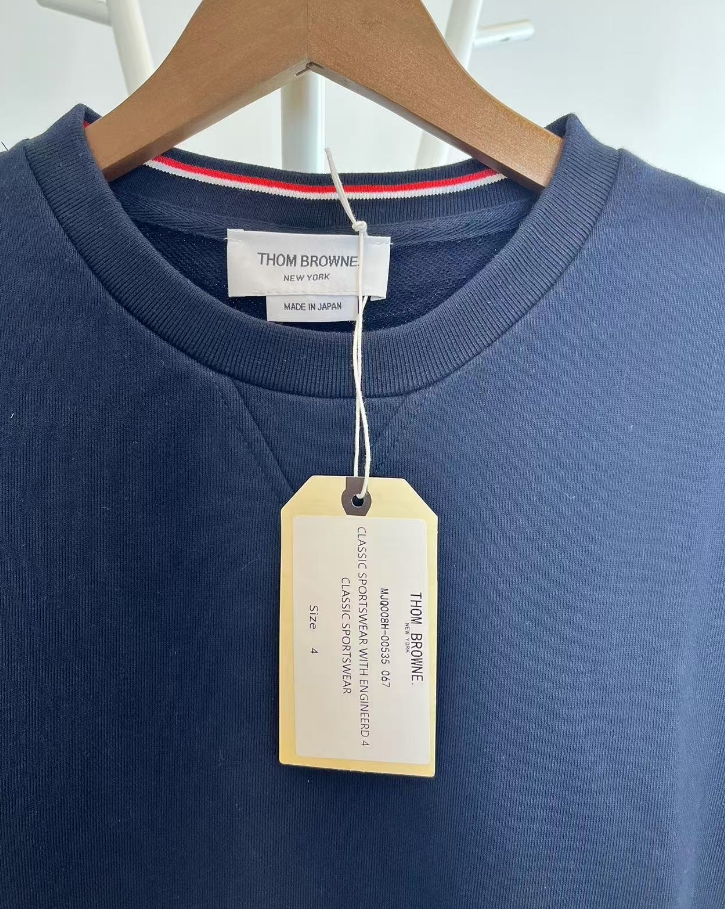 THOM BROWNE
NEW YORK
MADE IN JAPAN
THOM BROWNE.
NEW YORK
MJQ008H-00535 067
CLASSIC SPORTSWEAR WITH ENGINEERD 4
CLASSIC SPORTSWEAR
Size 4